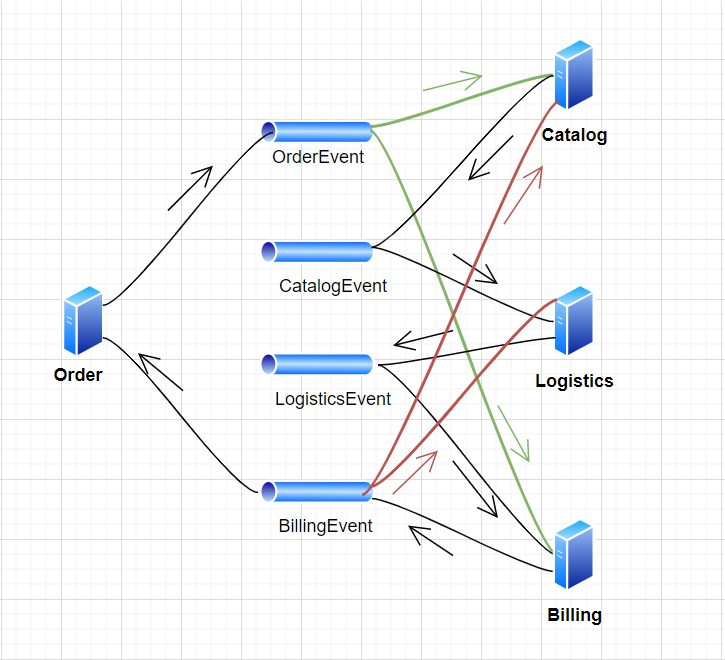 Catalog
OrderEvent
CatalogEvent
Order
Logistics
LogisticsEvent
BillingEvent
Billing